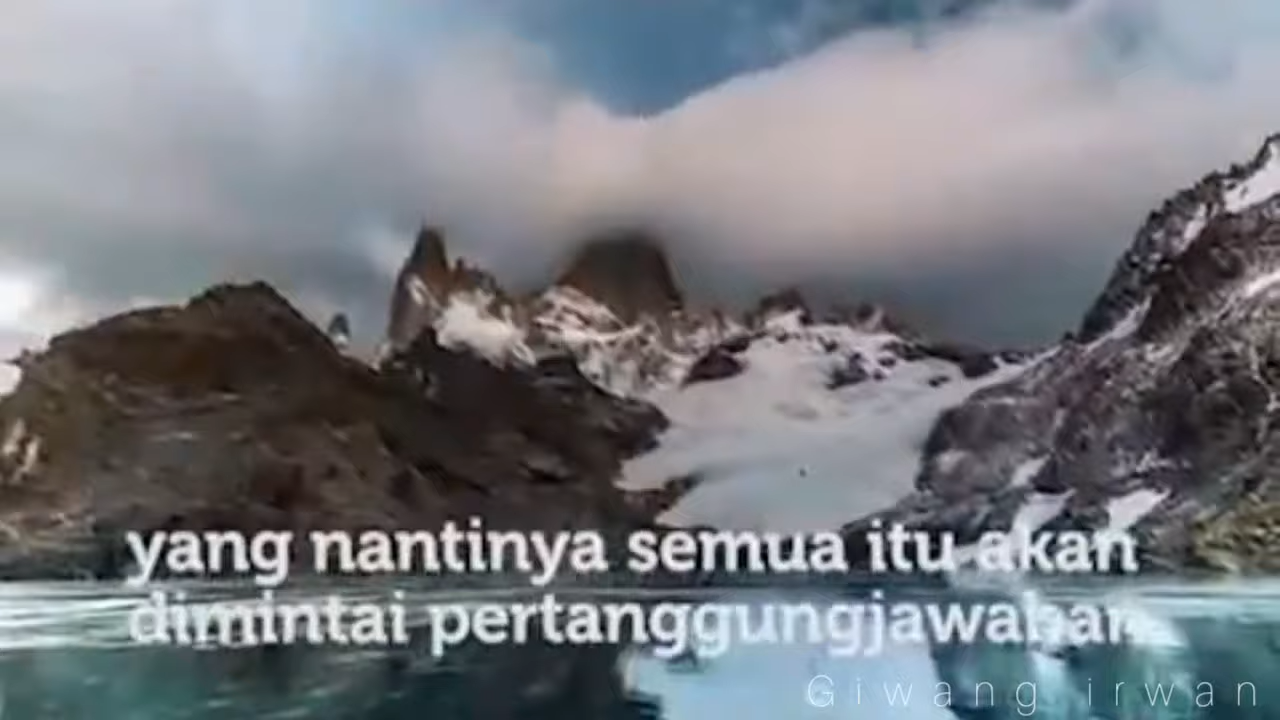 yang nantinya semua itu akan
dimintai pertanggungjawaban
Giwang irwan